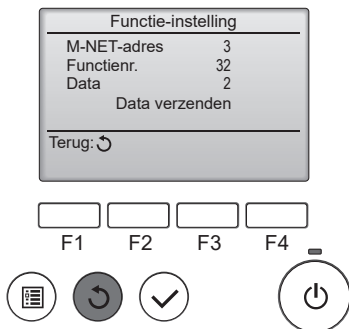 Functie-instelling
M-NET-adres 3
Functienr. 32
Data 2
Data verzenden
Terug:
F1 F2 F3 F4